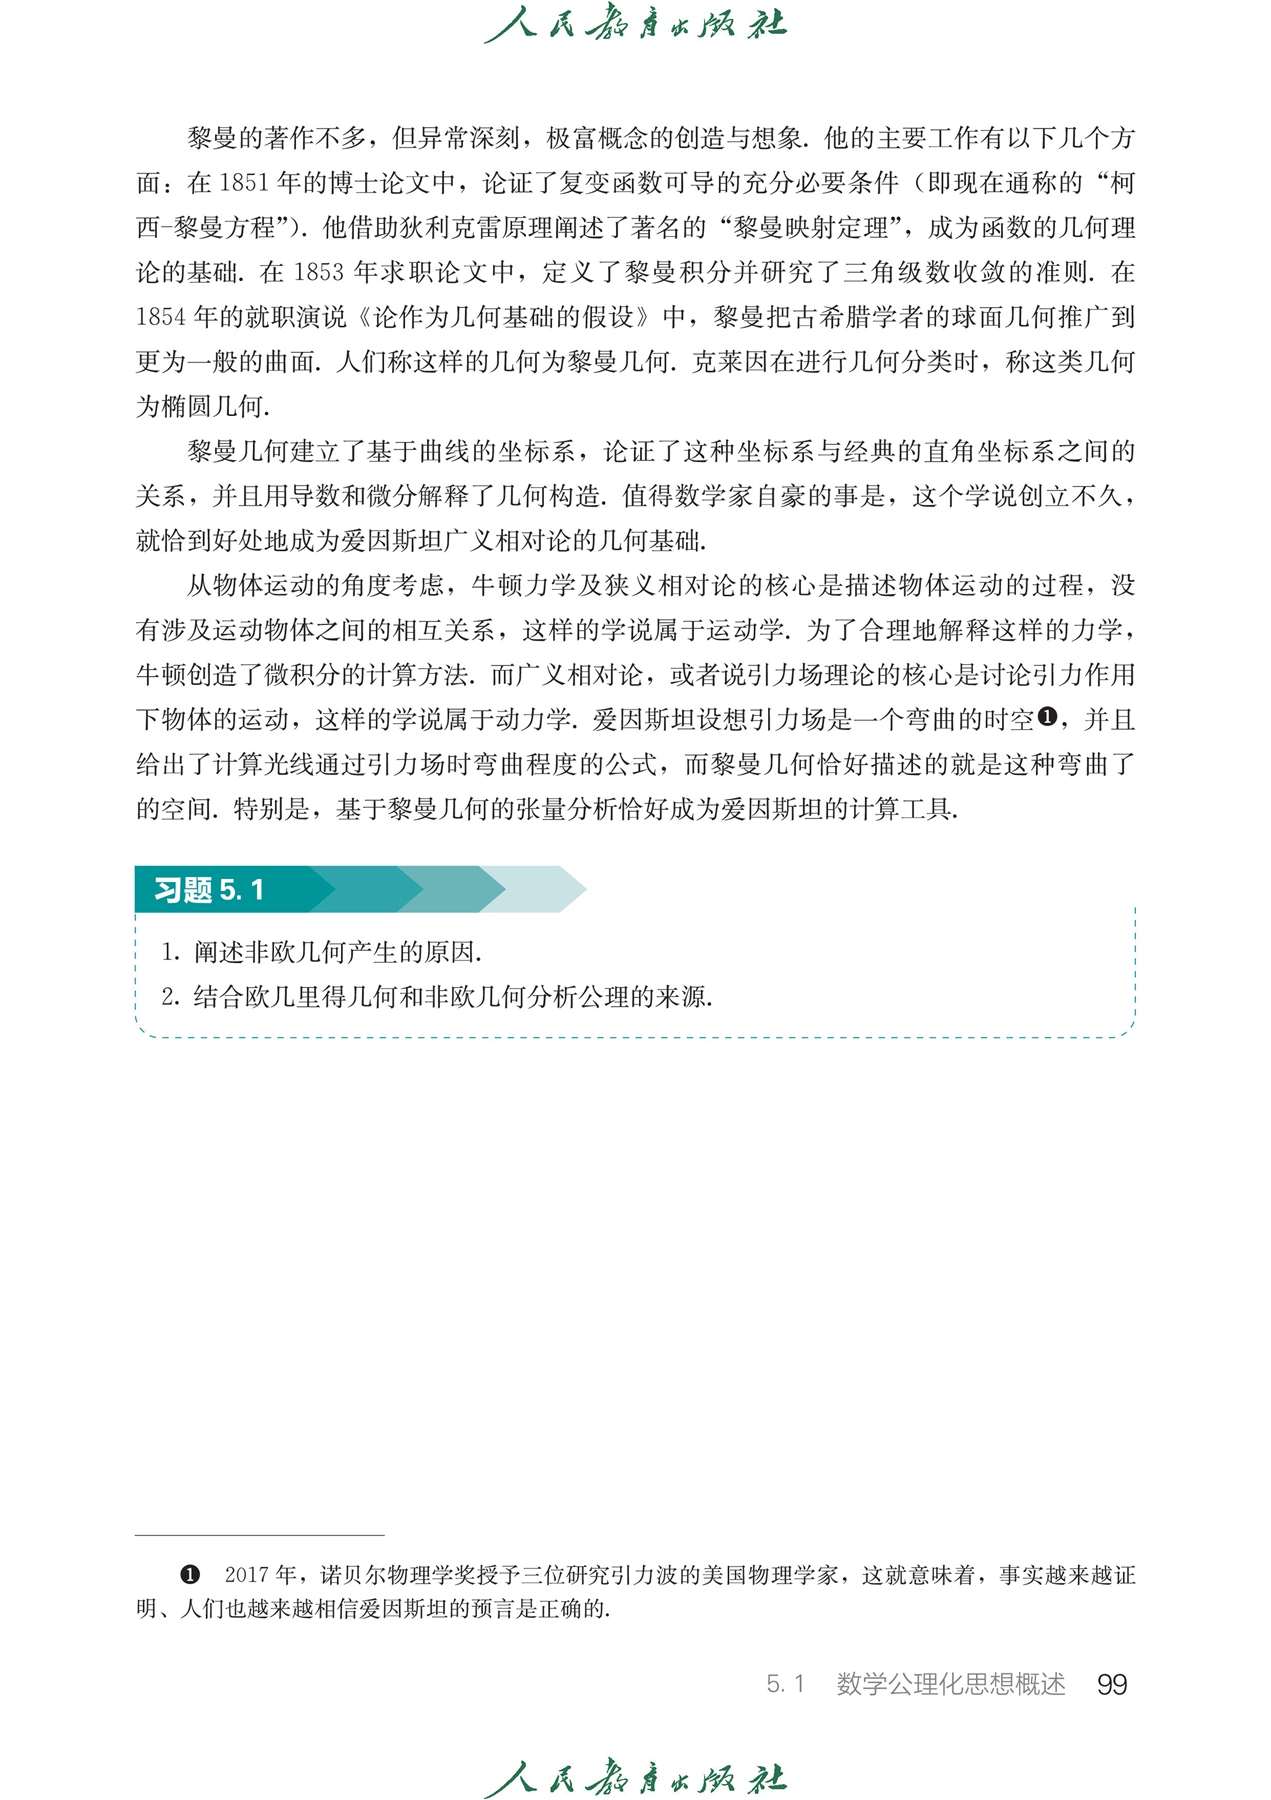 人民教育出版社
黎曼的著作不多，但异常深刻，极富概念的创造与想象. 他的主要工作有以下几个方
面：在 1851 年的博士论文中，论证了复变函数可导的充分必要条件（即现在通称的“柯
西-黎曼方程”）. 他借助狄利克雷原理阐述了著名的“黎曼映射定理”，成为函数的几何理
论的基础. 在 1853 年求职论文中，定义了黎曼积分并研究了三角级数收敛的准则. 在
1854 年的就职演说《论作为几何基础的假设》中，黎曼把古希腊学者的球面几何推广到
更为一般的曲面. 人们称这样的几何为黎曼几何. 克莱因在进行几何分类时，称这类几何
为椭圆几何.
黎曼几何建立了基于曲线的坐标系，论证了这种坐标系与经典的直角坐标系之间的
关系，并且用导数和微分解释了几何构造. 值得数学家自豪的事是，这个学说创立不久，
就恰到好处地成为爱因斯坦广义相对论的几何基础.
从物体运动的角度考虑，牛顿力学及狭义相对论的核心是描述物体运动的过程，没
有涉及运动物体之间的相互关系，这样的学说属于运动学. 为了合理地解释这样的力学，
牛顿创造了微积分的计算方法. 而广义相对论，或者说引力场理论的核心是讨论引力作用
下物体的运动，这样的学说属于动力学. 爱因斯坦设想引力场是一个弯曲的时空❶，并且
给出了计算光线通过引力场时弯曲程度的公式，而黎曼几何恰好描述的就是这种弯曲了
的空间. 特别是，基于黎曼几何的张量分析恰好成为爱因斯坦的计算工具.
习题 5. 1
1. 阐述非欧几何产生的原因.
2. 结合欧几里得几何和非欧几何分析公理的来源.
❶ 2017 年，诺贝尔物理学奖授予三位研究引力波的美国物理学家，这就意味着，事实越来越证
明、人们也越来越相信爱因斯坦的预言是正确的.
5. 1 数学公理化思想概述 99
人民教育出版社